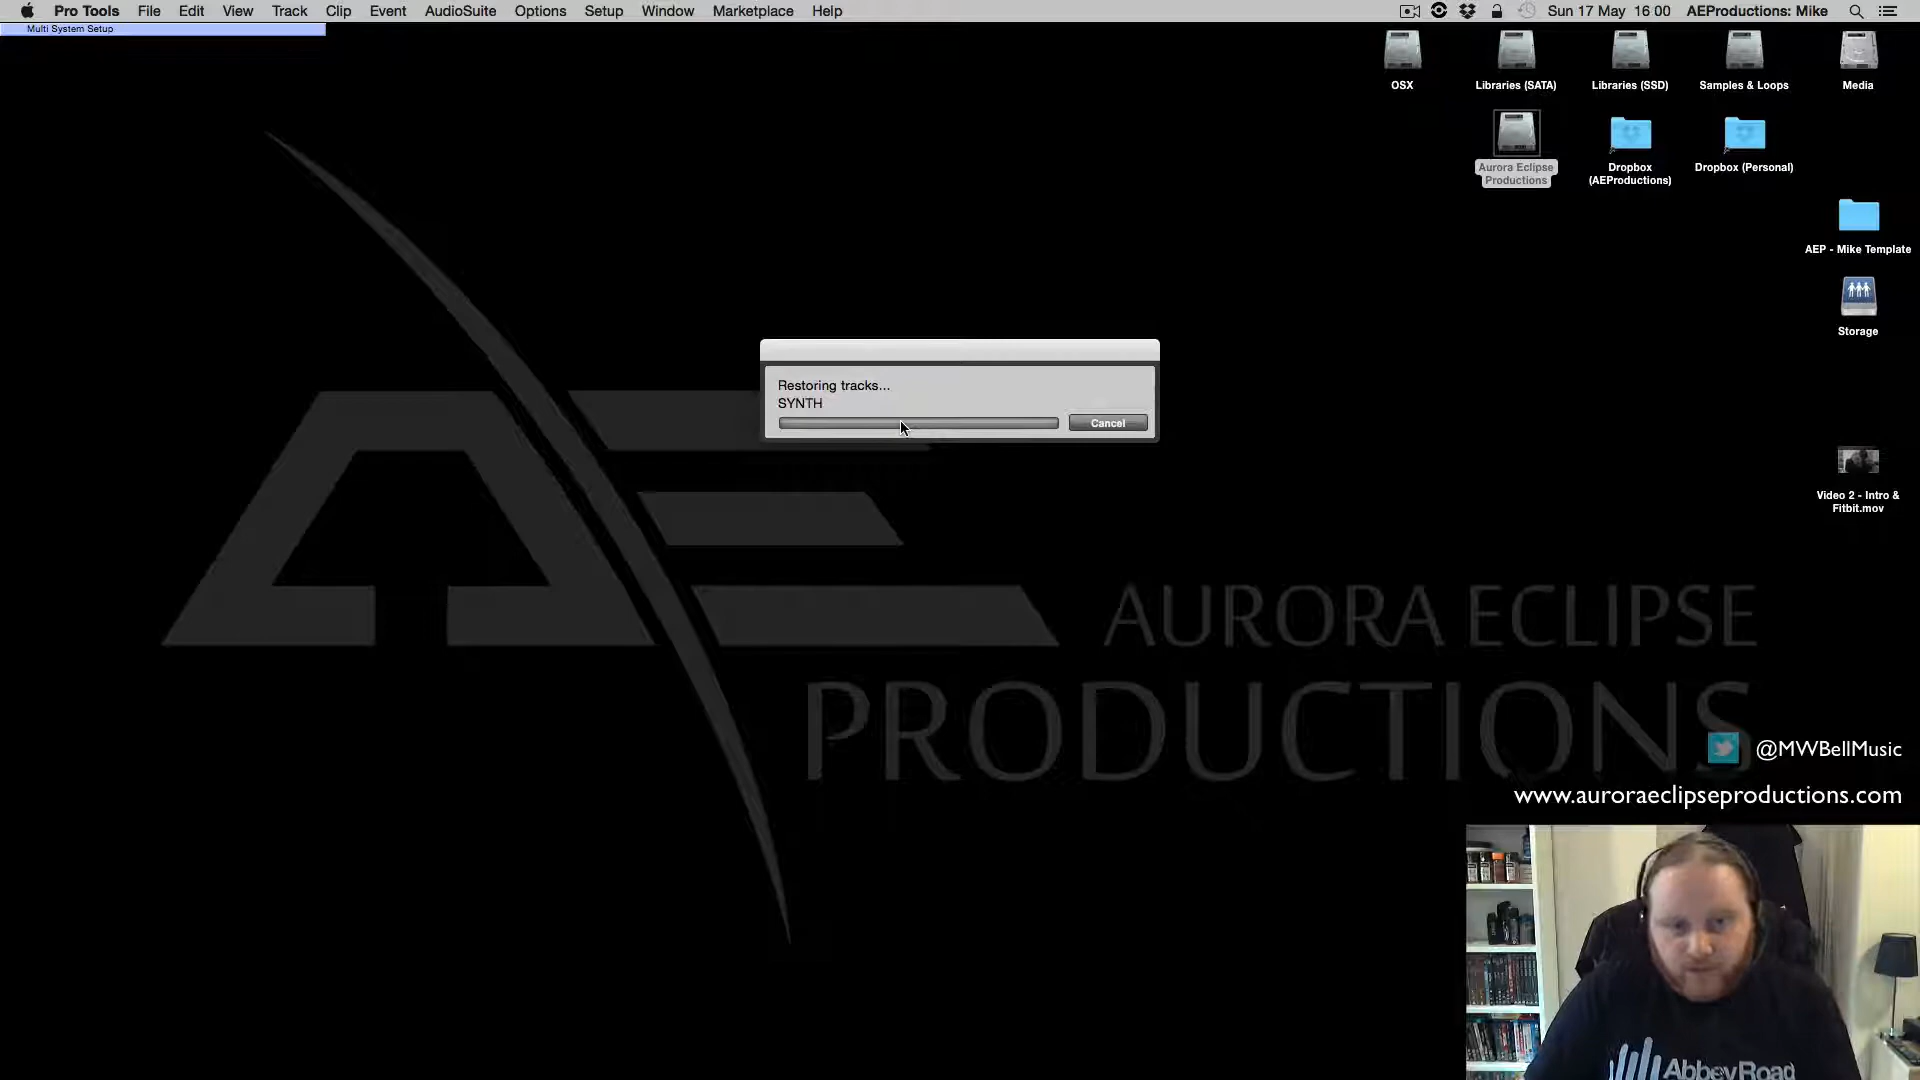 Pro Tools File Edit View Track Clip Event AudioSuite Options Setup Window Marketplace Help Sun 17 May 16 00 AEProductions: Mike
Multi System Setup
OSX Libraries (SATA) Libraries (SSD) Samples & Loops Media
Aurora Eclipse
Productions
Dropbox
(AEProductions)
Dropbox (Personal)
AEP - Mike Template
Storage
Restoring tracks...
SYNTH
Cancel
Video 2 - Intro &
Fitbit.mov
AE
AURORA ECLIPSE
PRODUCTIONS
@MWBellMusic
www.auroraeclipseproductions.com
AbbeyRoad